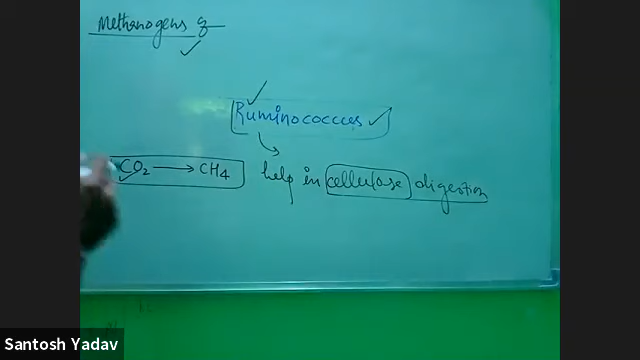 Methanogens
Ruminococcus
CO2 → CH4
help in cellulose digestion
Santosh Yadav